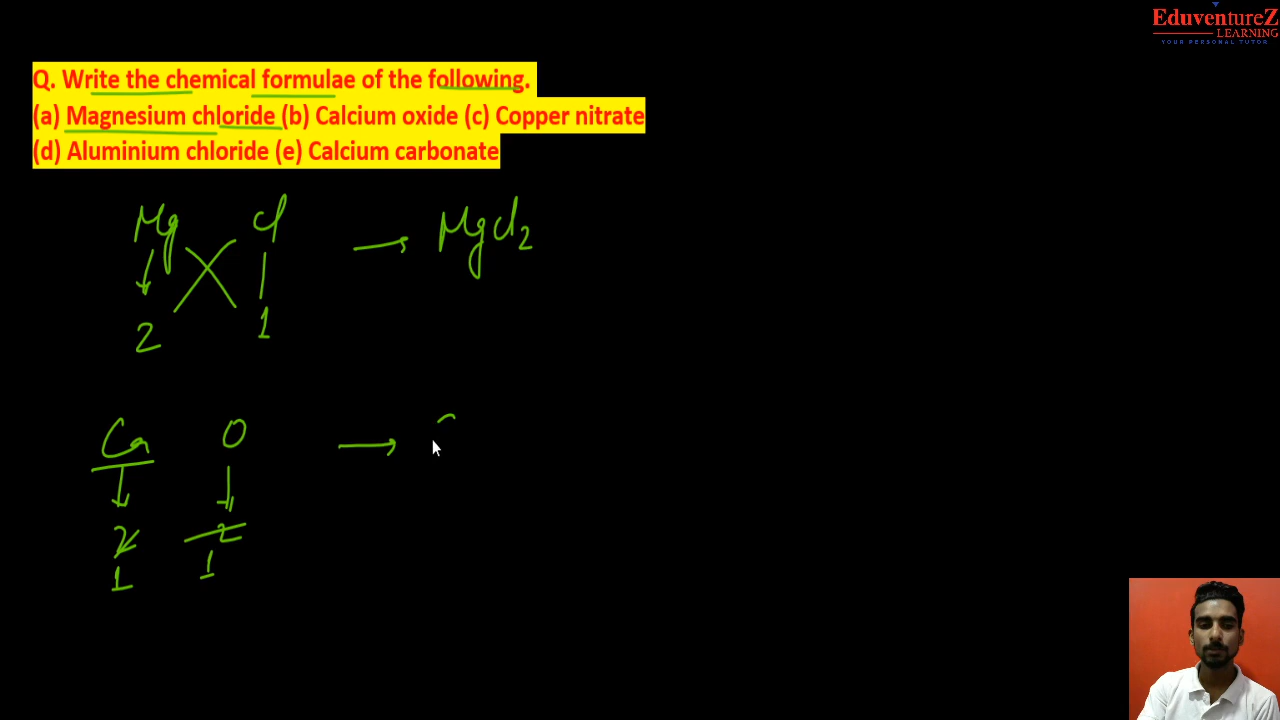 EduventureZ
LEARNING
YOUR PERSONAL TUTOR
Q. Write the chemical formulae of the following.
(a) Magnesium chloride (b) Calcium oxide (c) Copper nitrate
(d) Aluminium chloride (e) Calcium carbonate
Mg Cl → MgCl2
2 1
Ca O →
2 2
1 1